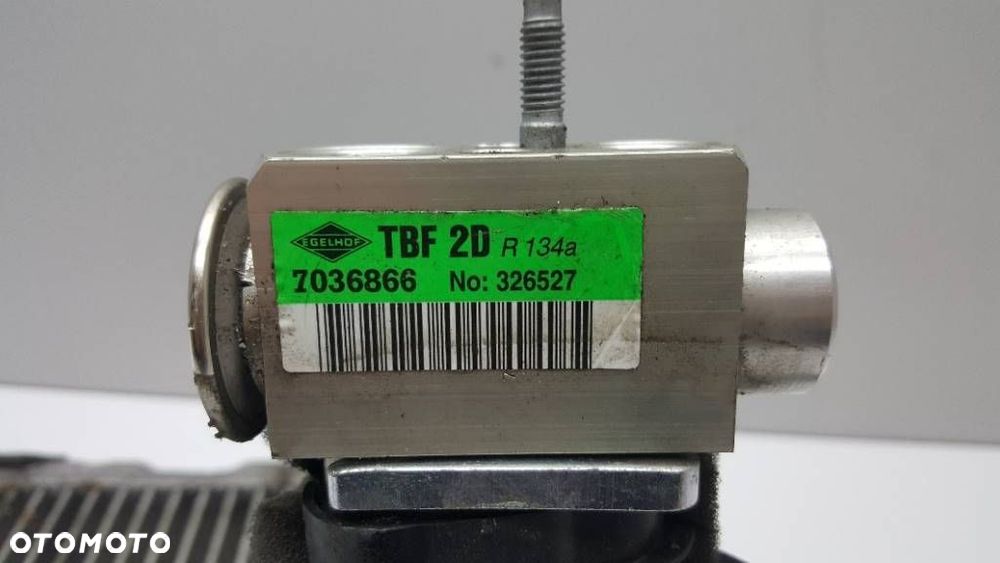 EGELHOF TBF 2D R 134a
7036866 No: 326527
OTOMOTO